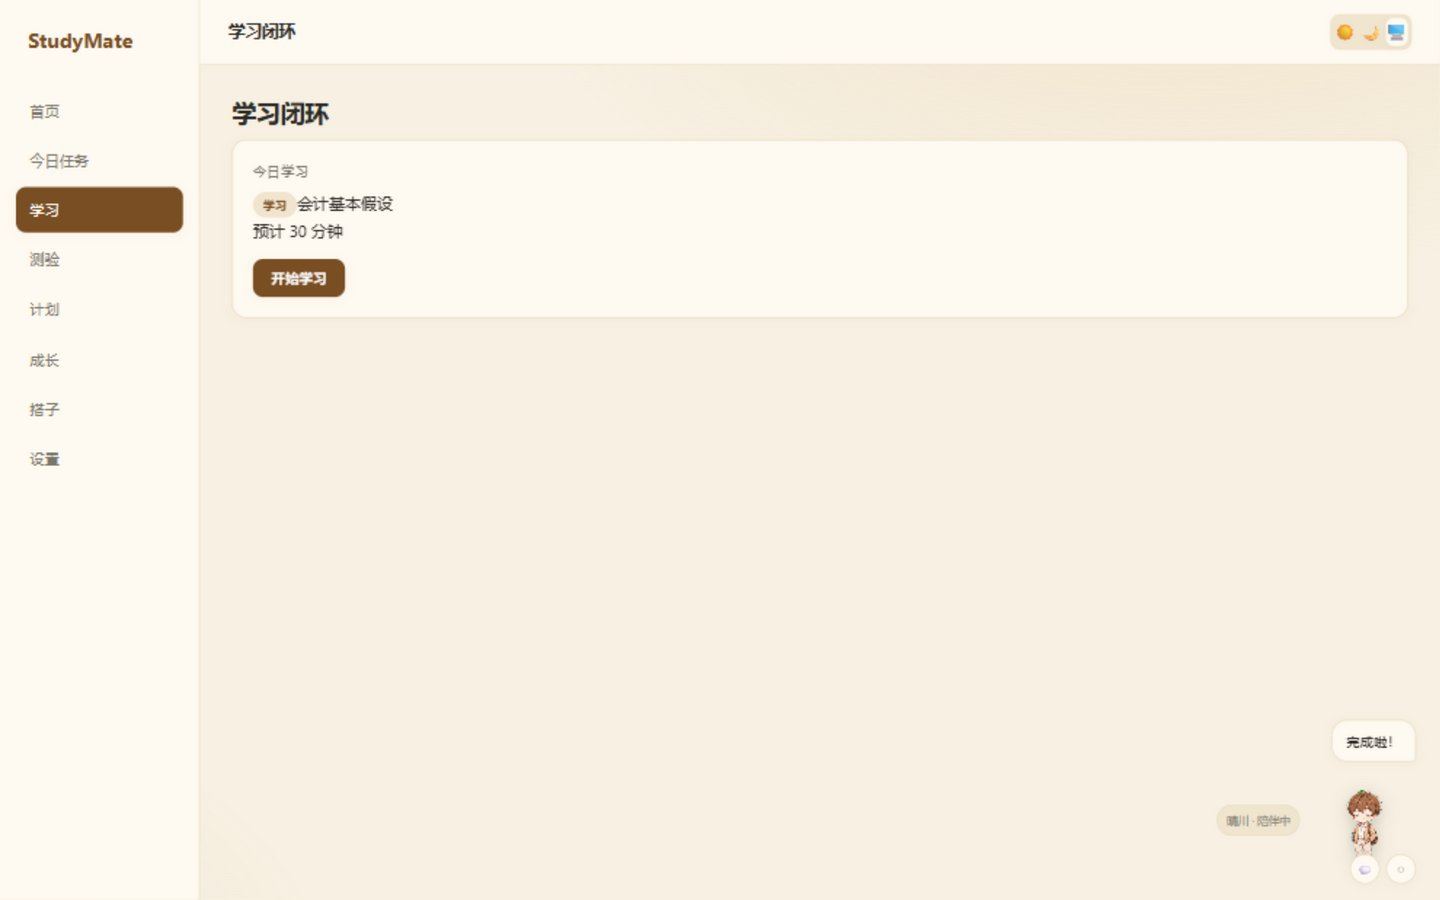 StudyMate
首页
今日任务
学习
测验
计划
成长
搭子
设置
学习闭环
学习闭环
今日学习
学习 会计基本假设
预计 30 分钟
开始学习
完成啦！
晴川 · 陪伴中